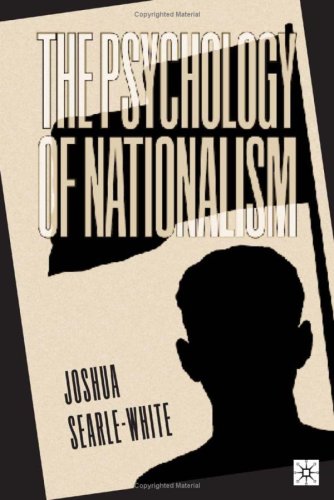 Copyrighted Material
THE PSYCHOLOGY
OF NATIONALISM
JOSHUA
SEARLE-WHITE
Copyrighted Material